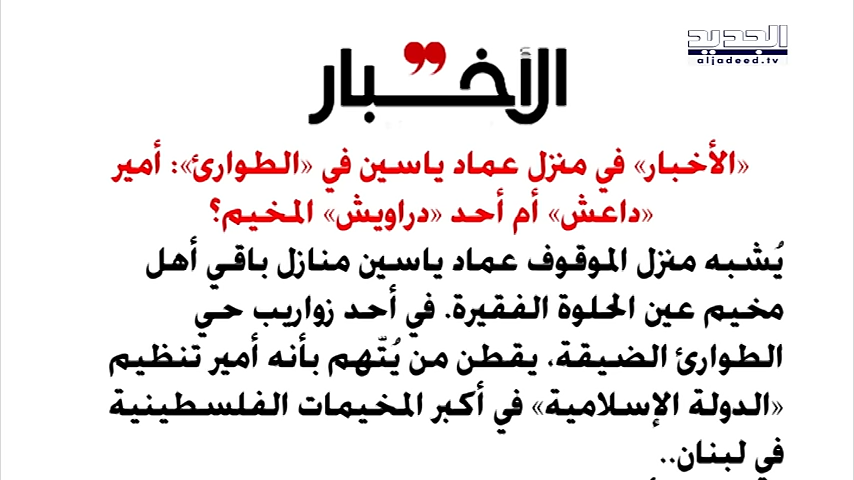 الجديد
aljadeed.tv
الأخبار
«الأخبار» في منزل عماد ياسين في «الطوارئ»: أمير
«داعش» أم أحد «دراويش» المخيم؟
يُشبه منزل الموقوف عماد ياسين منازل باقي أهل
مخيم عين الحلوة الفقيرة. في أحد زواريب حي
الطوارئ الضيقة، يقطن من يُتّهم بأنه أمير تنظيم
«الدولة الإسلامية» في أكبر المخيمات الفلسطينية
في لبنان..